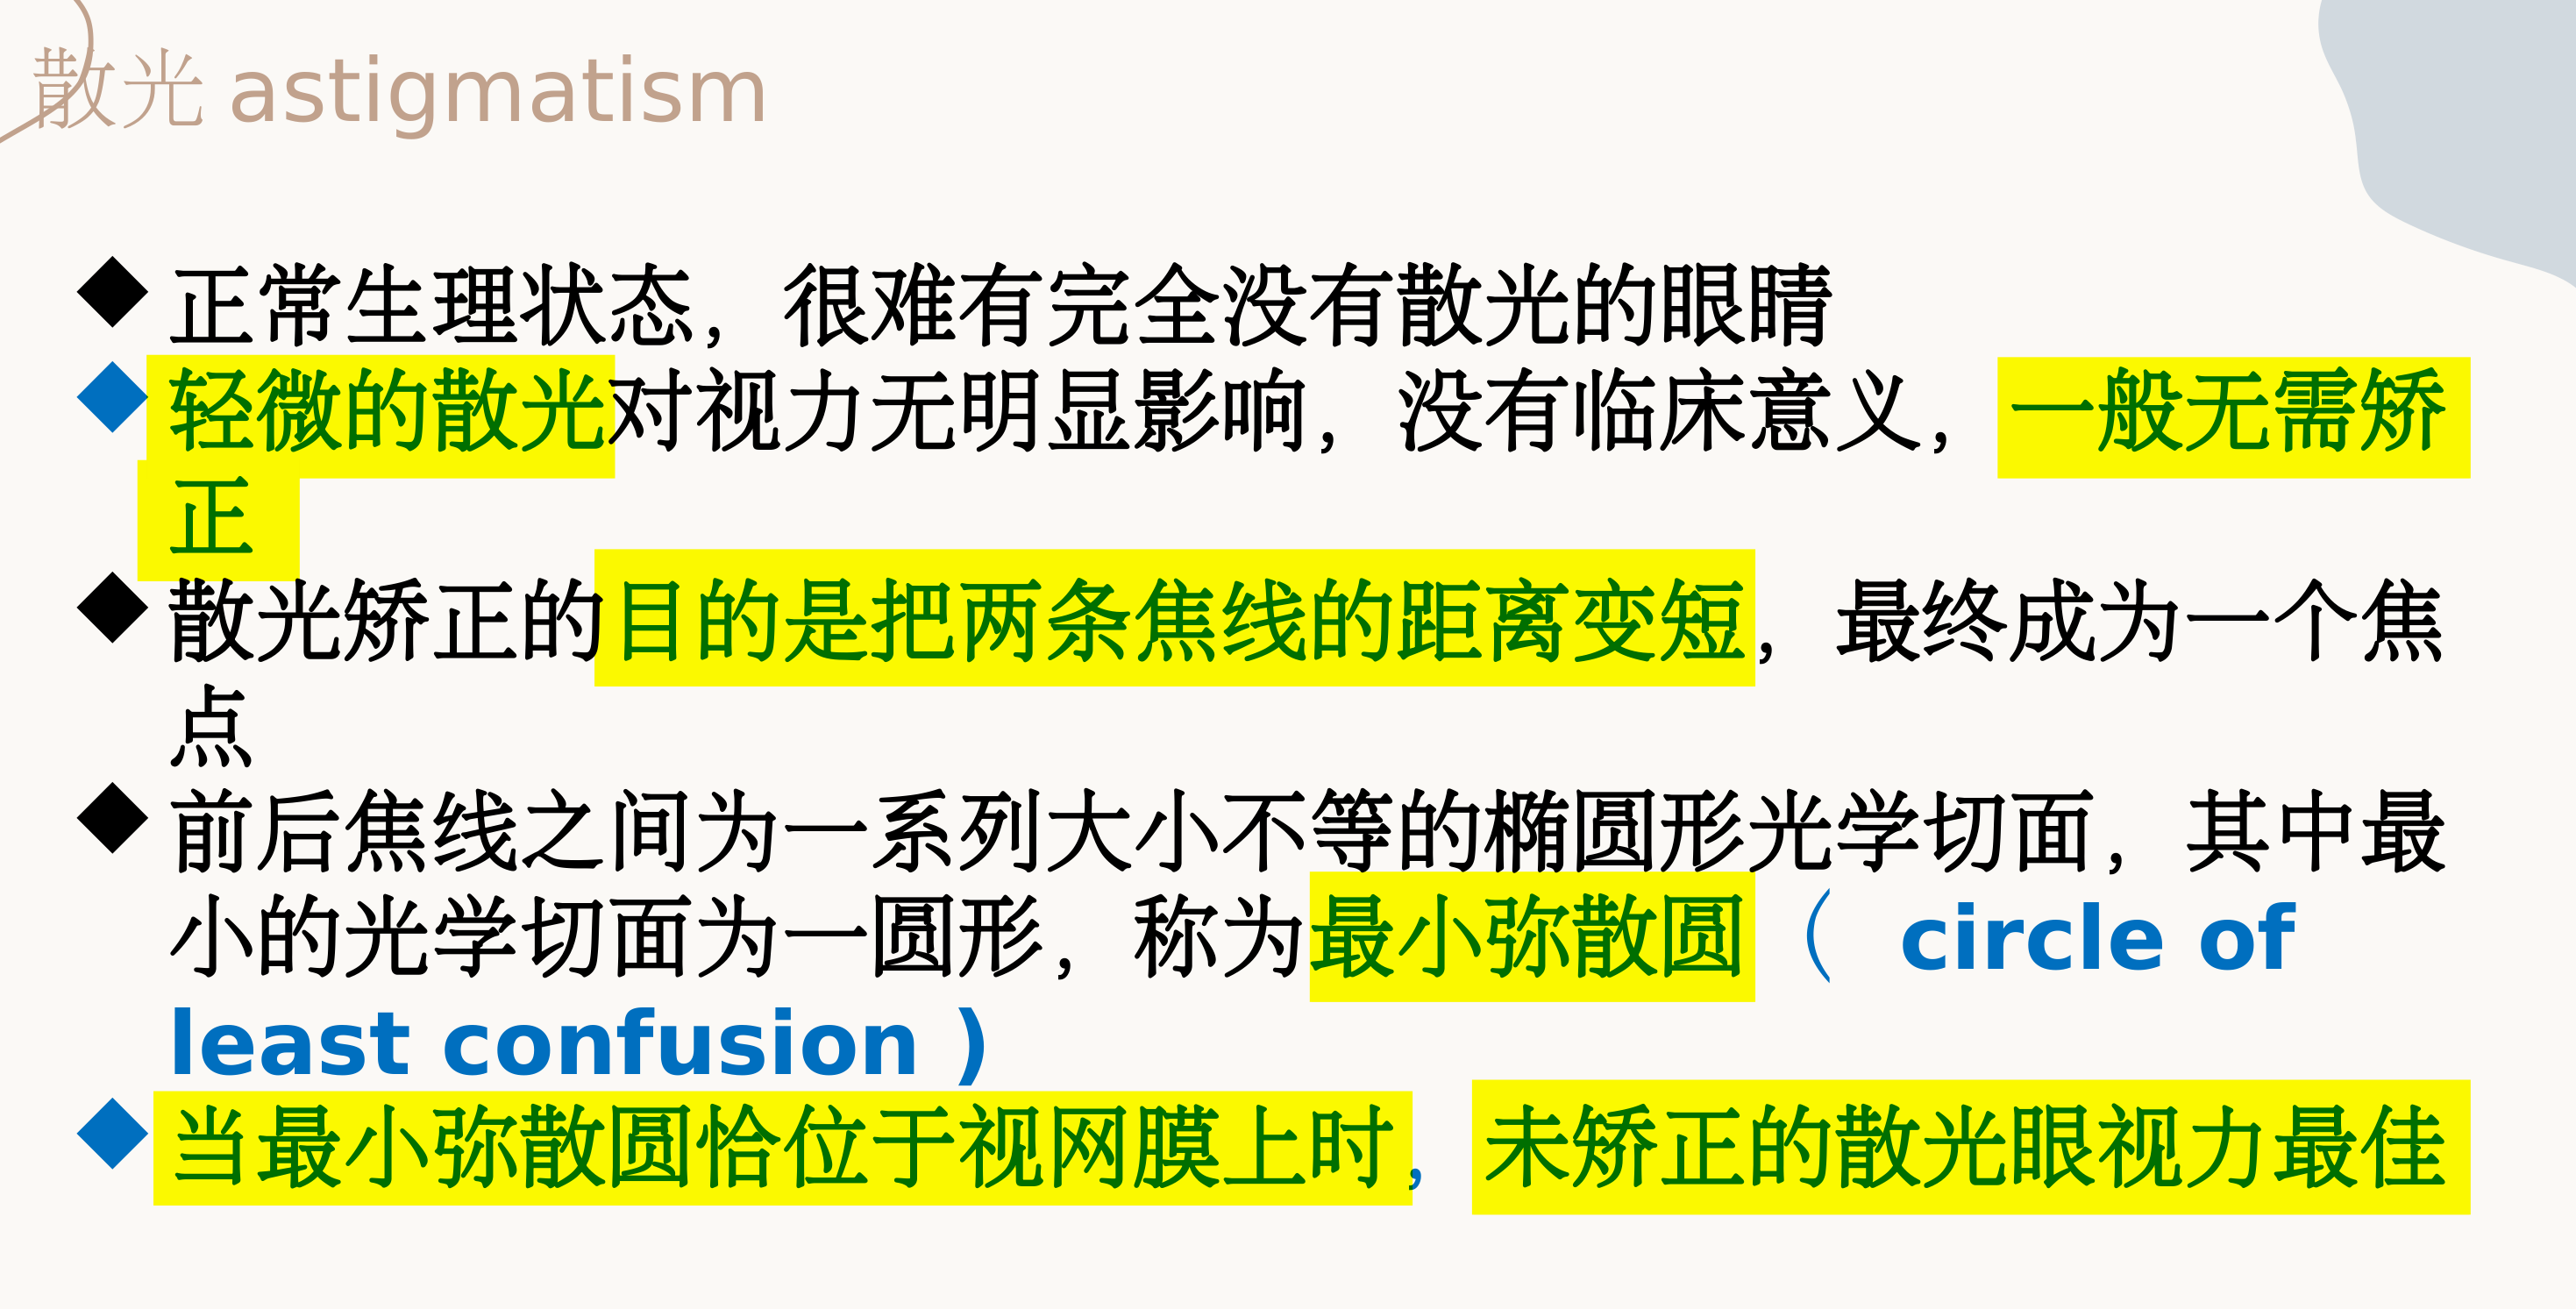 散光 astigmatism
正常生理状态，很难有完全没有散光的眼睛
轻微的散光对视力无明显影响，没有临床意义，一般无需矫
正
散光矫正的目的是把两条焦线的距离变短，最终成为一个焦
点
前后焦线之间为一系列大小不等的椭圆形光学切面，其中最
小的光学切面为一圆形，称为最小弥散圆（ circle of
least confusion )
当最小弥散圆恰位于视网膜上时，未矫正的散光眼视力最佳